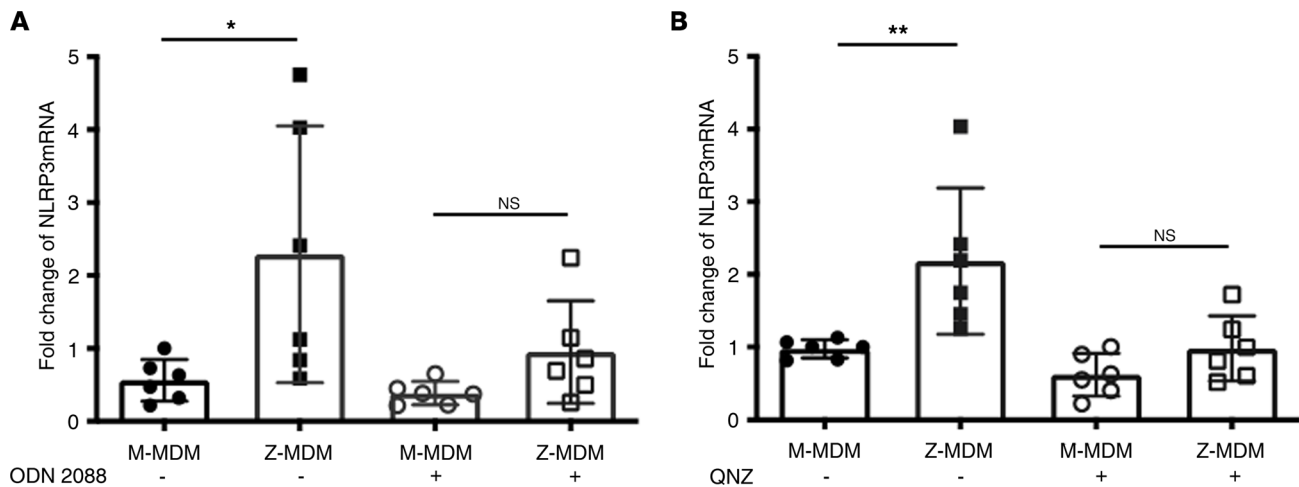 A
*
5
4
3
2
1
0
Fold change of NLRP3mRNA
NS
M-MDM Z-MDM M-MDM Z-MDM
ODN 2088 - - + +
B
**
5
4
3
2
1
0
Fold change of NLRP3mRNA
NS
M-MDM Z-MDM M-MDM Z-MDM
QNZ - - + +